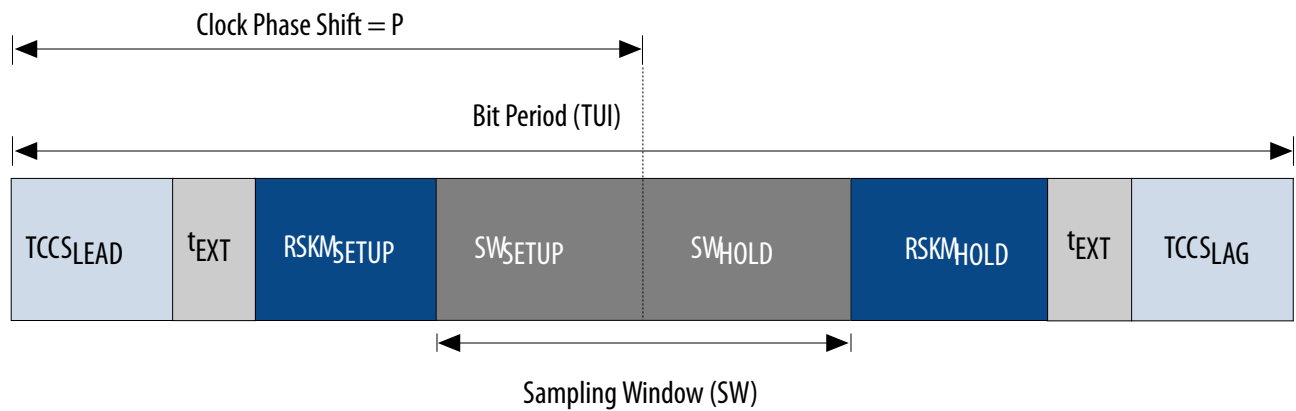 Clock Phase Shift = P
Bit Period (TUI)
TCCSLEAD tEXT RSKMSETUP SWSETUP SWHOLD RSKMHOLD tEXT TCCSLAG
Sampling Window (SW)